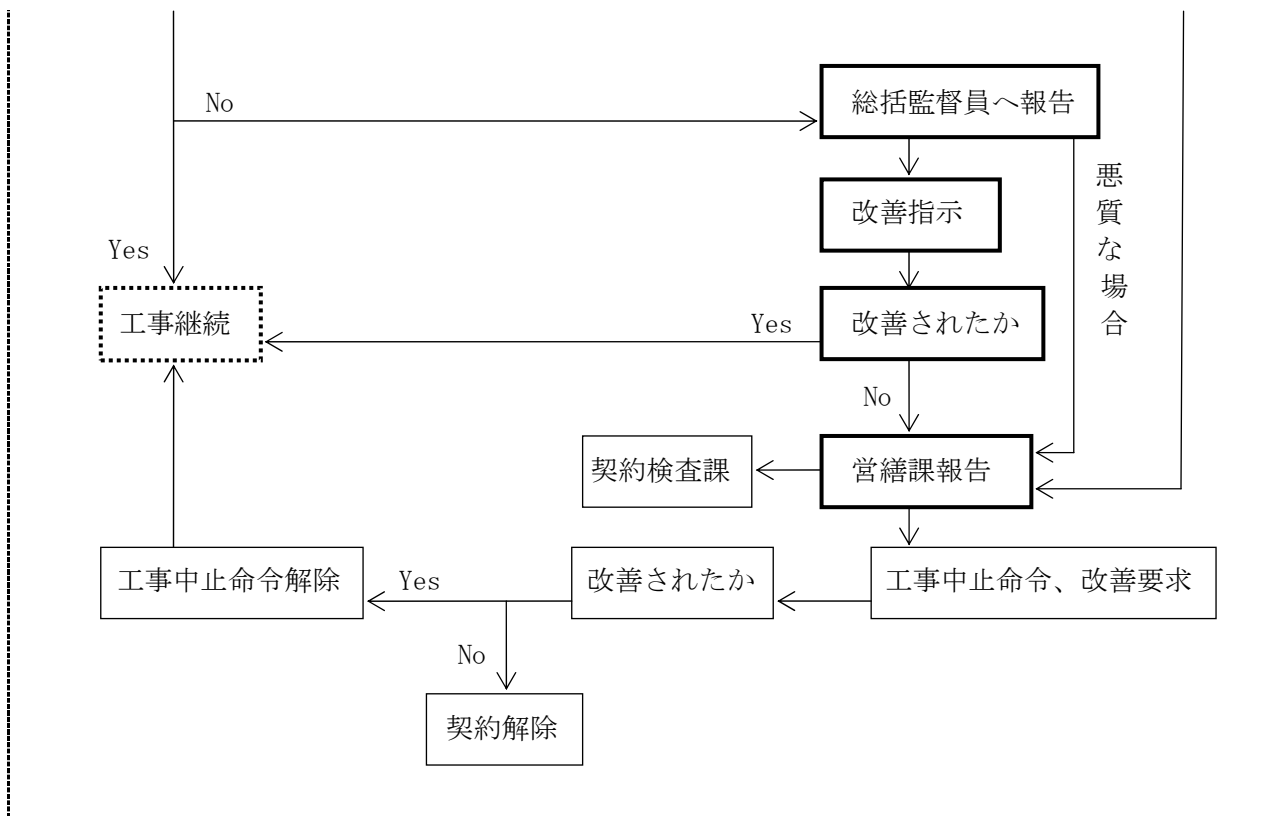 総括監督員へ報告
No
悪質な場合
改善指示
Yes
工事継続
Yes
改善されたか
No
契約検査課
営繕課報告
工事中止命令解除
Yes
改善されたか
工事中止命令、改善要求
No
契約解除